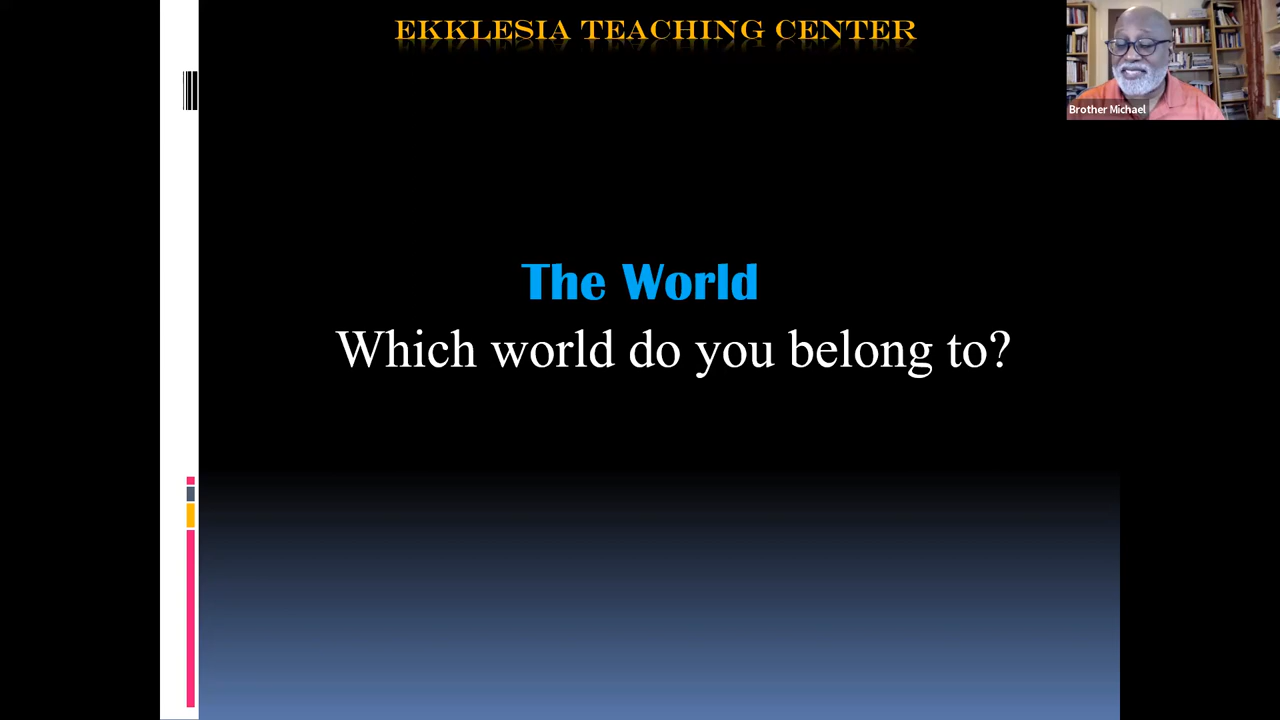 EKKLESIA TEACHING CENTER
Brother Michael
The World
Which world do you belong to?